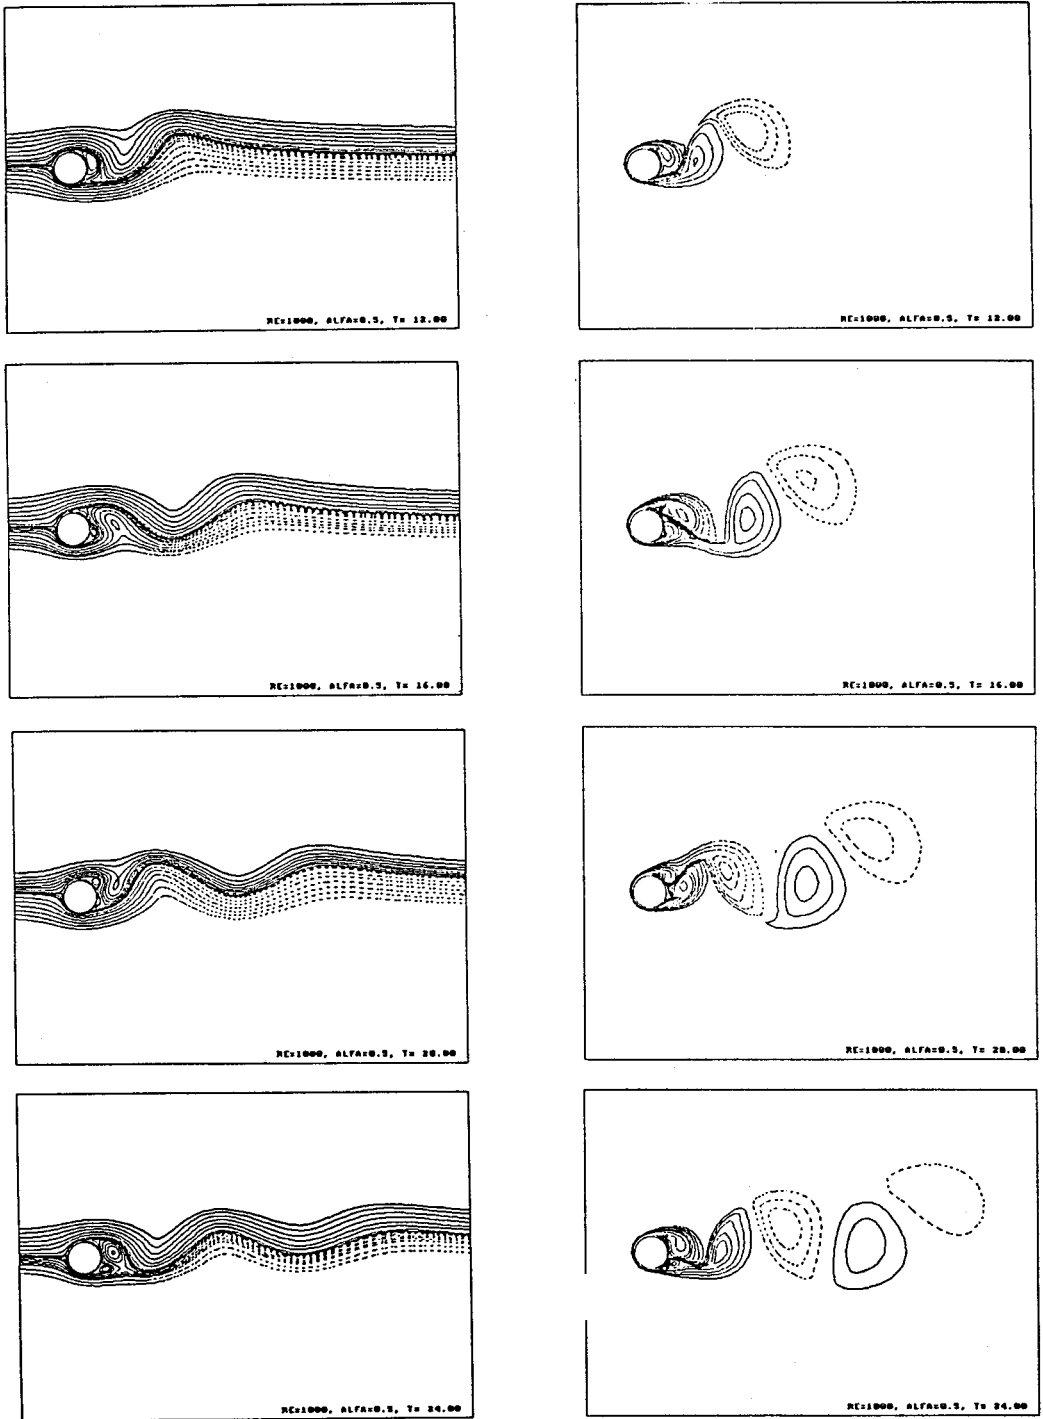 RE=1000, ALFA=0.5, T= 12.00
RE=1000, ALFA=0.5, T= 12.00
RE=1000, ALFA=0.5, T= 16.00
RE=1000, ALFA=0.5, T= 16.00
RE=1000, ALFA=0.5, T= 20.00
RE=1000, ALFA=0.5, T= 20.00
RE=1000, ALFA=0.5, T= 24.00
RE=1000, ALFA=0.5, T= 24.00